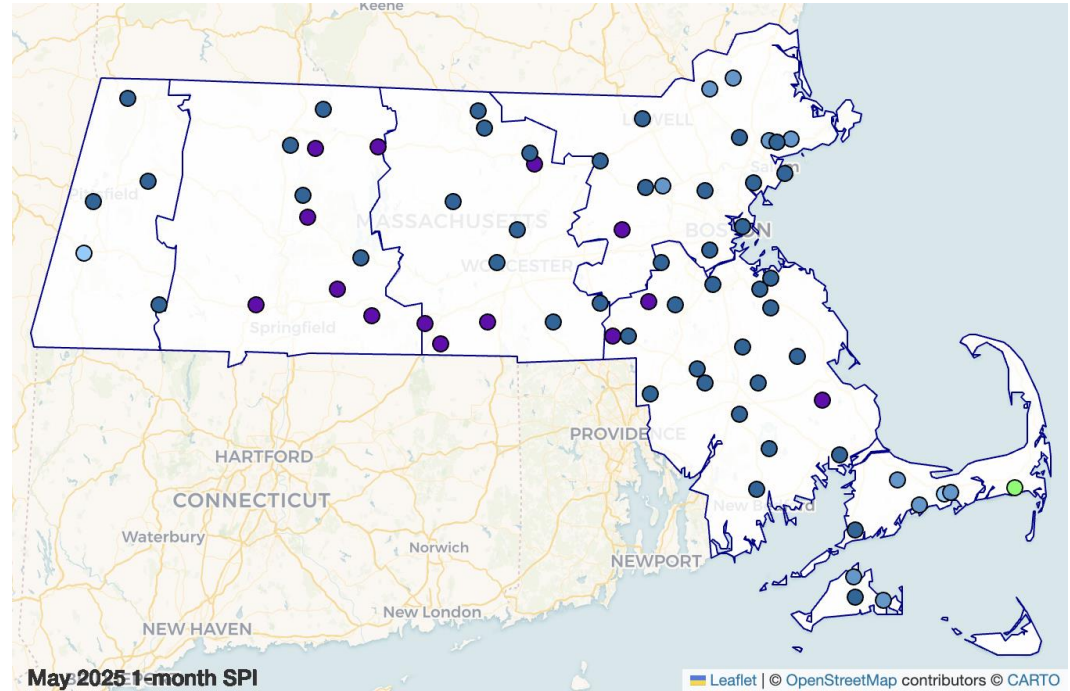 Keene
LOWELL
Salem
Pittsfield
MASSACHUSETTS
BOSTON
WORCESTER
Springfield
PROVIDENCE
HARTFORD
CONNECTICUT
New Bedford
Waterbury
Norwich
NEWPORT
New London
NEW HAVEN
May 2025 1-month SPI
Leaflet | © OpenStreetMap contributors © CARTO